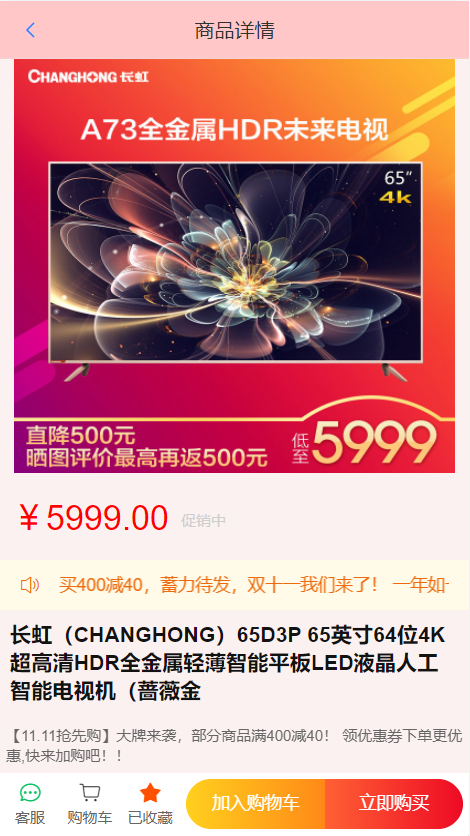 商品详情
CHANGHONG 长虹
A73全金属HDR未来电视
65”
4k
直降500元
晒图评价最高再返500元
低至5999
￥5999.00 促销中
买400减40，蓄力待发，双十一我们来了！ 一年如一
长虹（CHANGHONG）65D3P 65英寸64位4K
超高清HDR全金属轻薄智能平板LED液晶人工
智能电视机（蔷薇金
【11.11抢先购】大牌来袭，部分商品满400减40！ 领优惠券下单更优
惠,快来加购吧！！
客服 购物车 已收藏 加入购物车 立即购买